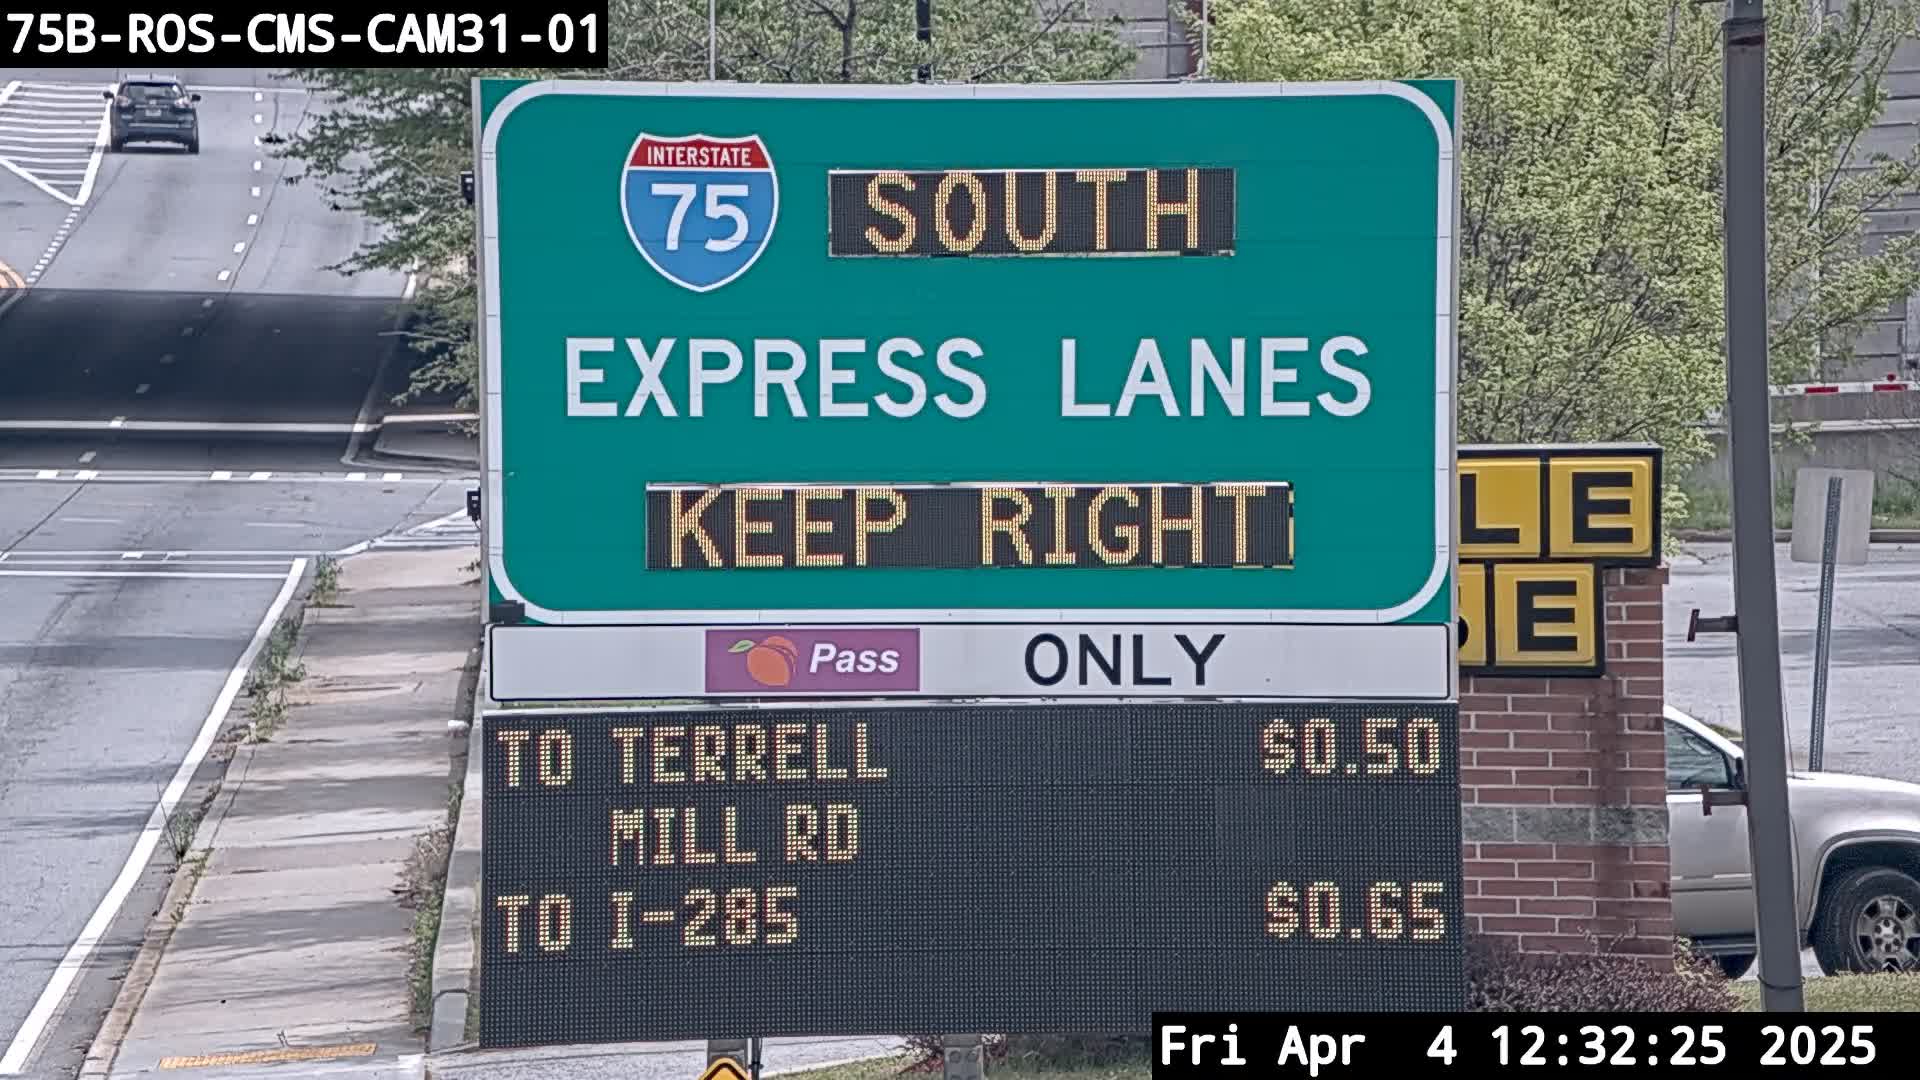 75B-ROS-CMS-CAM31-01
INTERSTATE
75
SOUTH
EXPRESS LANES
KEEP RIGHT
Pass ONLY
TO TERRELL $0.50
MILL RD
TO I-285 $0.65
LE
E
Fri Apr 4 12:32:25 2025